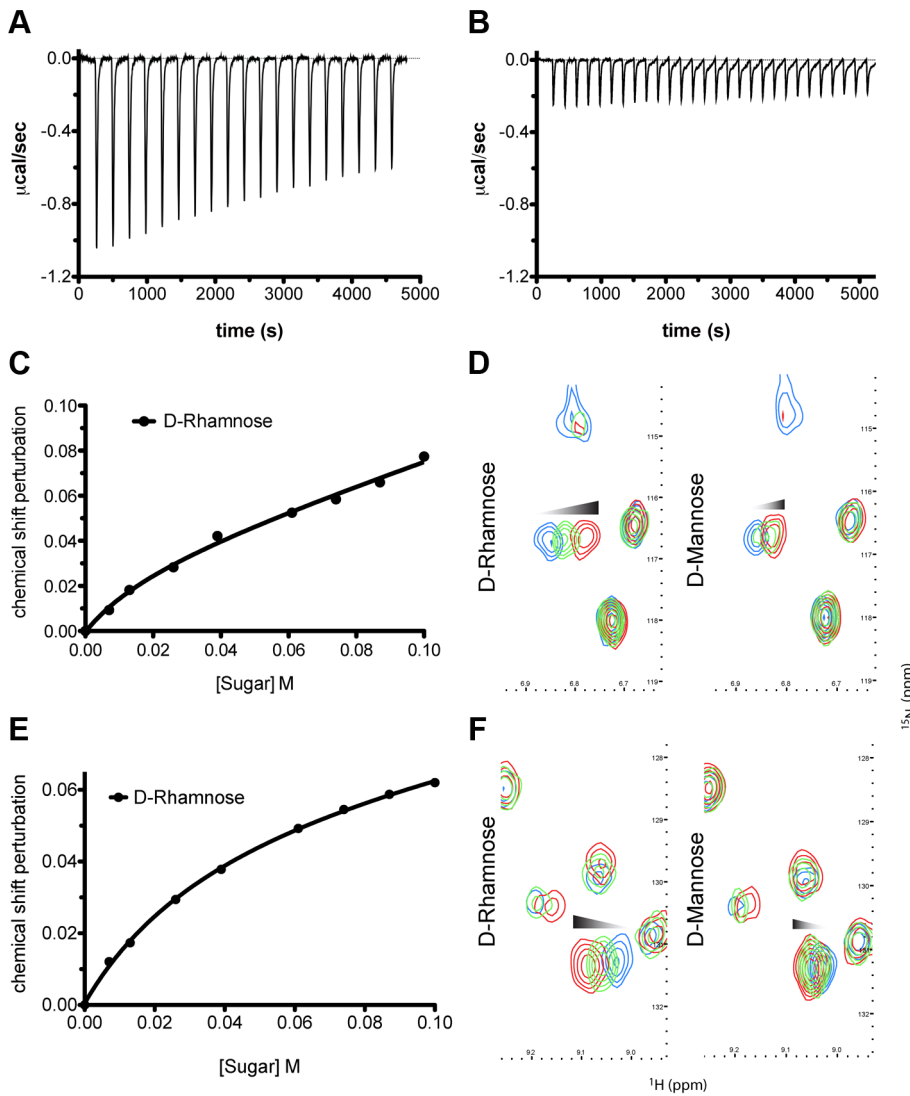 A
0.0
-0.4
-0.8
-1.2
μcal/sec
0 1000 2000 3000 4000 5000
time (s)
B
0.0
-0.4
-0.8
-1.2
μcal/sec
0 1000 2000 3000 4000 5000
time (s)
C
0.10
0.08
0.06
0.04
0.02
0.00
chemical shift perturbation
D-Rhamnose
0.00 0.02 0.04 0.06 0.08 0.10
[Sugar] M
D
D-Rhamnose
115
116
117
118
119
6.9 6.8 6.7
D-Mannose
115
116
117
118
119
6.9 6.8 6.7
15N (ppm)
E
0.06
0.04
0.02
0.00
chemical shift perturbation
D-Rhamnose
0.00 0.02 0.04 0.06 0.08 0.10
[Sugar] M
F
D-Rhamnose
128
129
130
131
132
9.2 9.1 9.0
D-Mannose
128
129
130
131
132
9.2 9.1 9.0
1H (ppm)